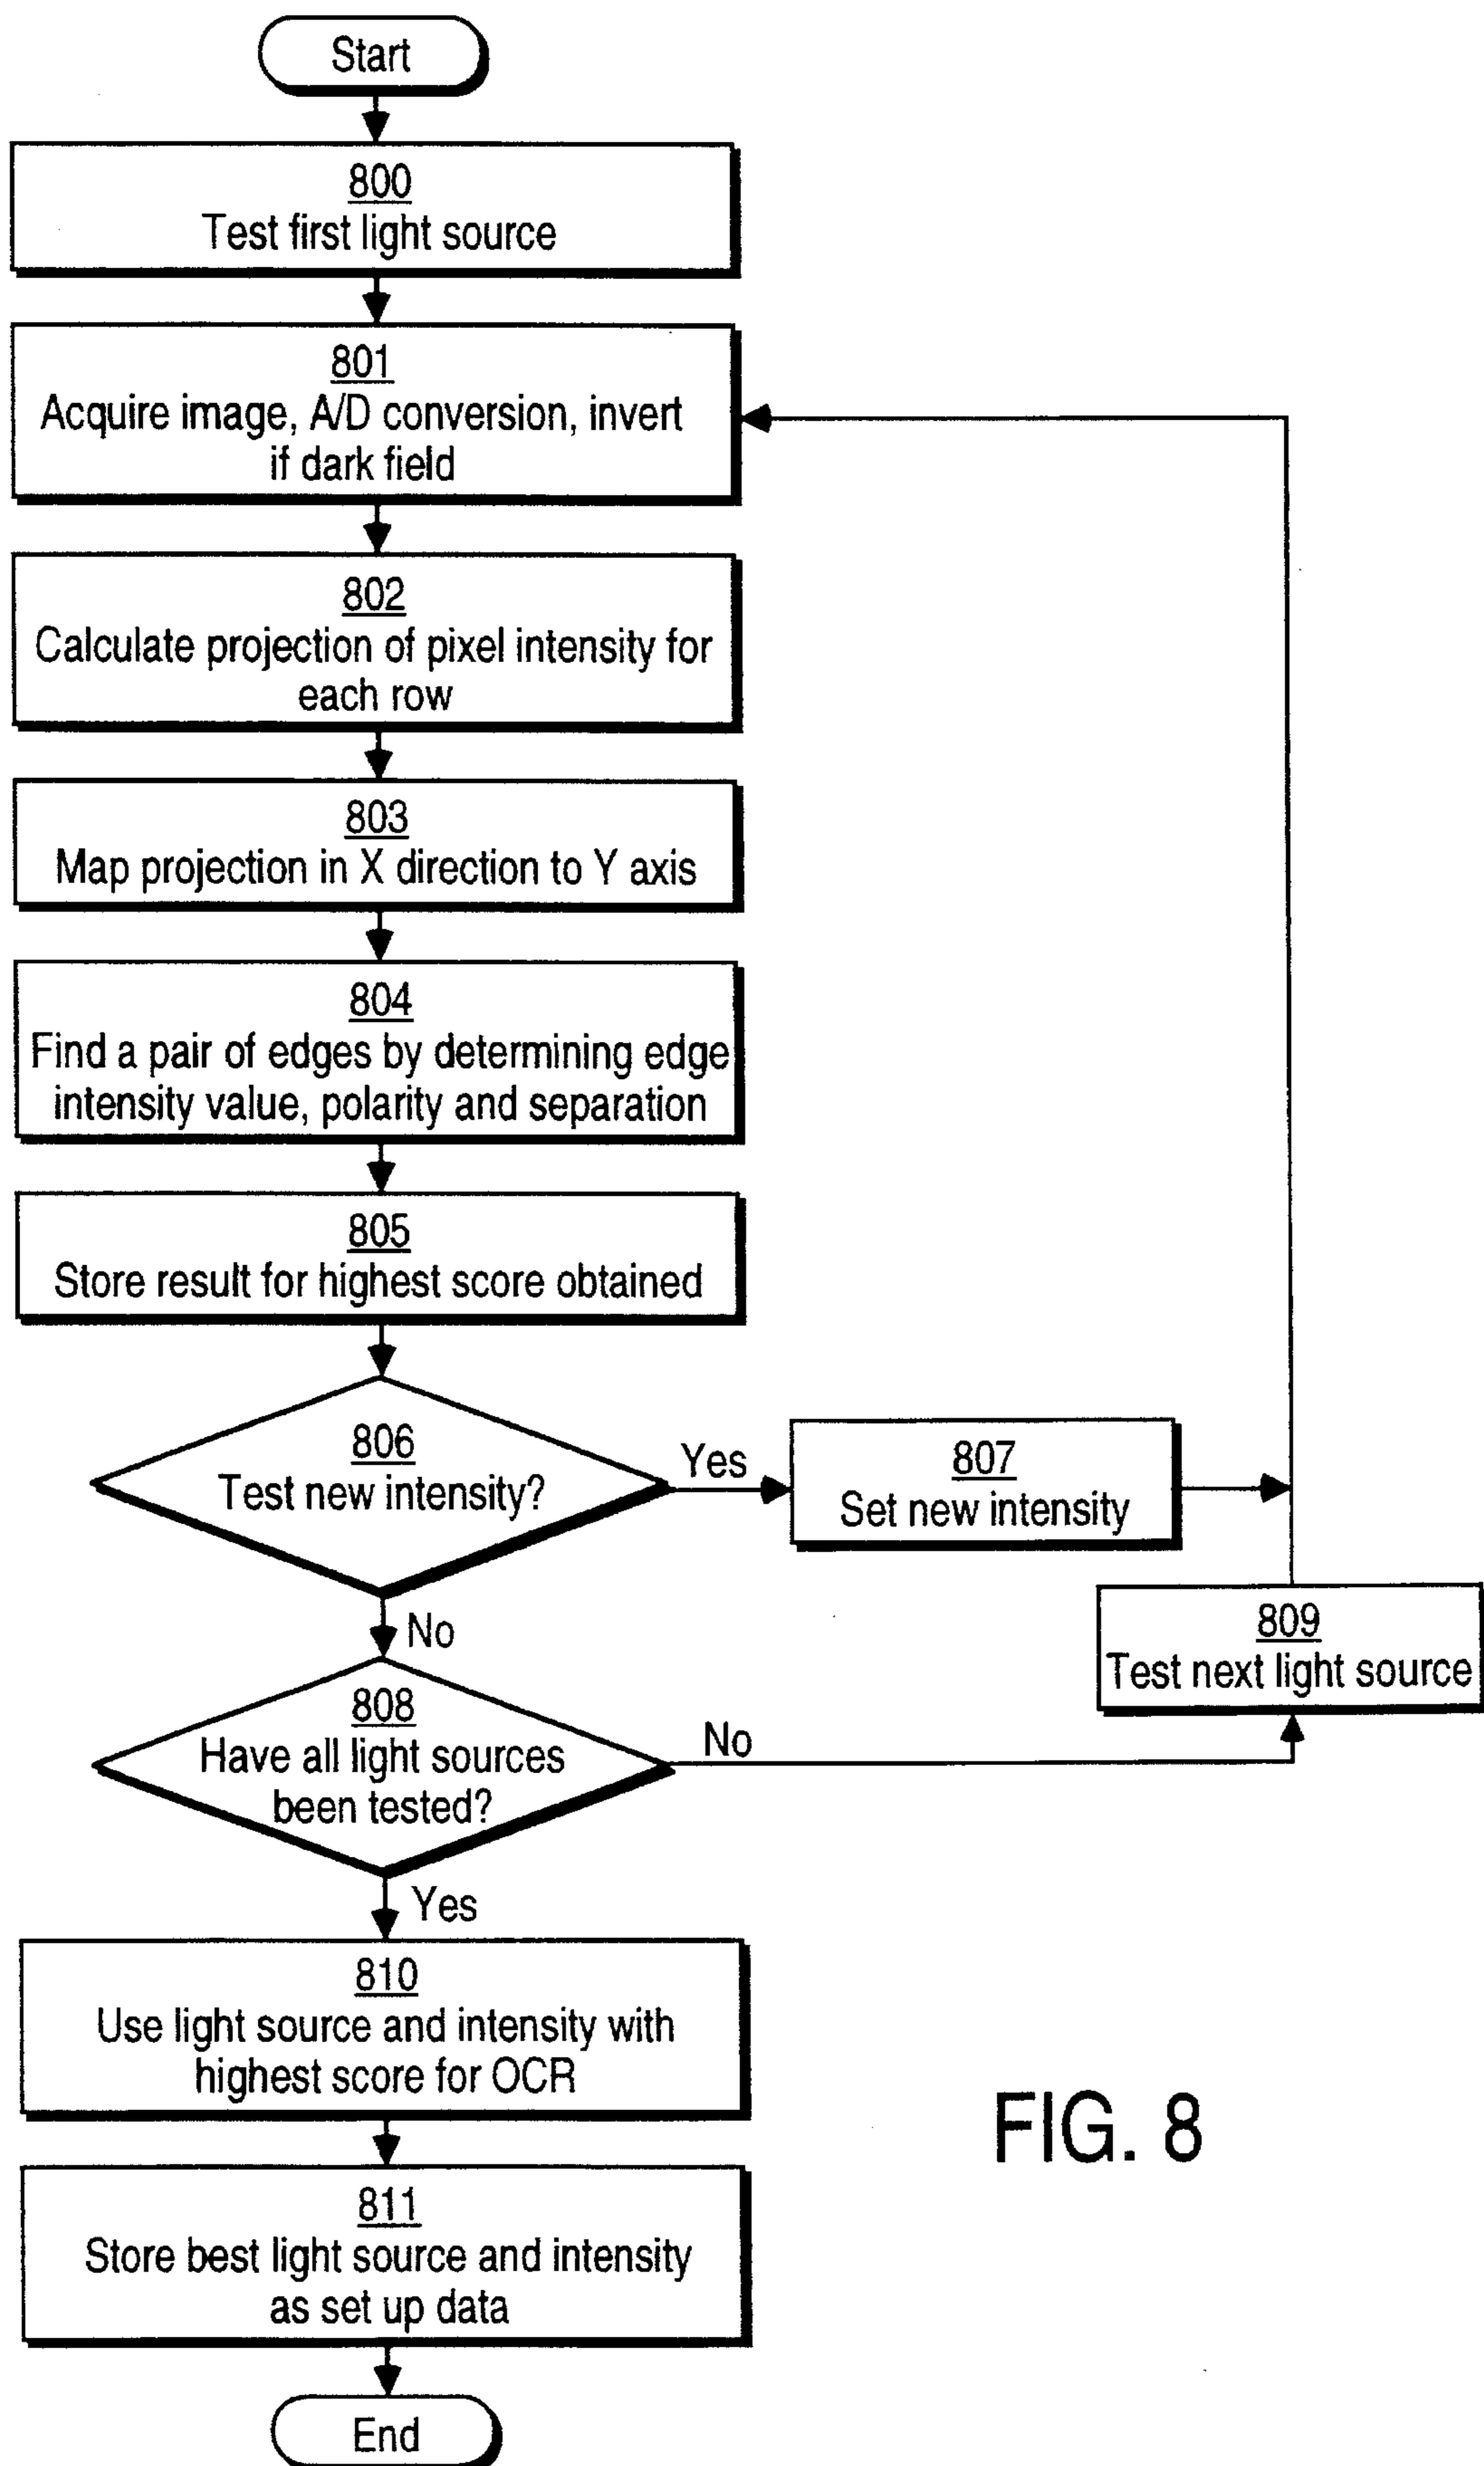 Start
800
Test first light source
801
Acquire image, A/D conversion, invert
if dark field
802
Calculate projection of pixel intensity for
each row
803
Map projection in X direction to Y axis
804
Find a pair of edges by determining edge
intensity value, polarity and separation
805
Store result for highest score obtained
806
Test new intensity?
Yes
807
Set new intensity
No
809
Test next light source
808
Have all light sources
been tested?
No
Yes
810
Use light source and intensity with
highest score for OCR
811
Store best light source and intensity
as set up data
End
FIG. 8